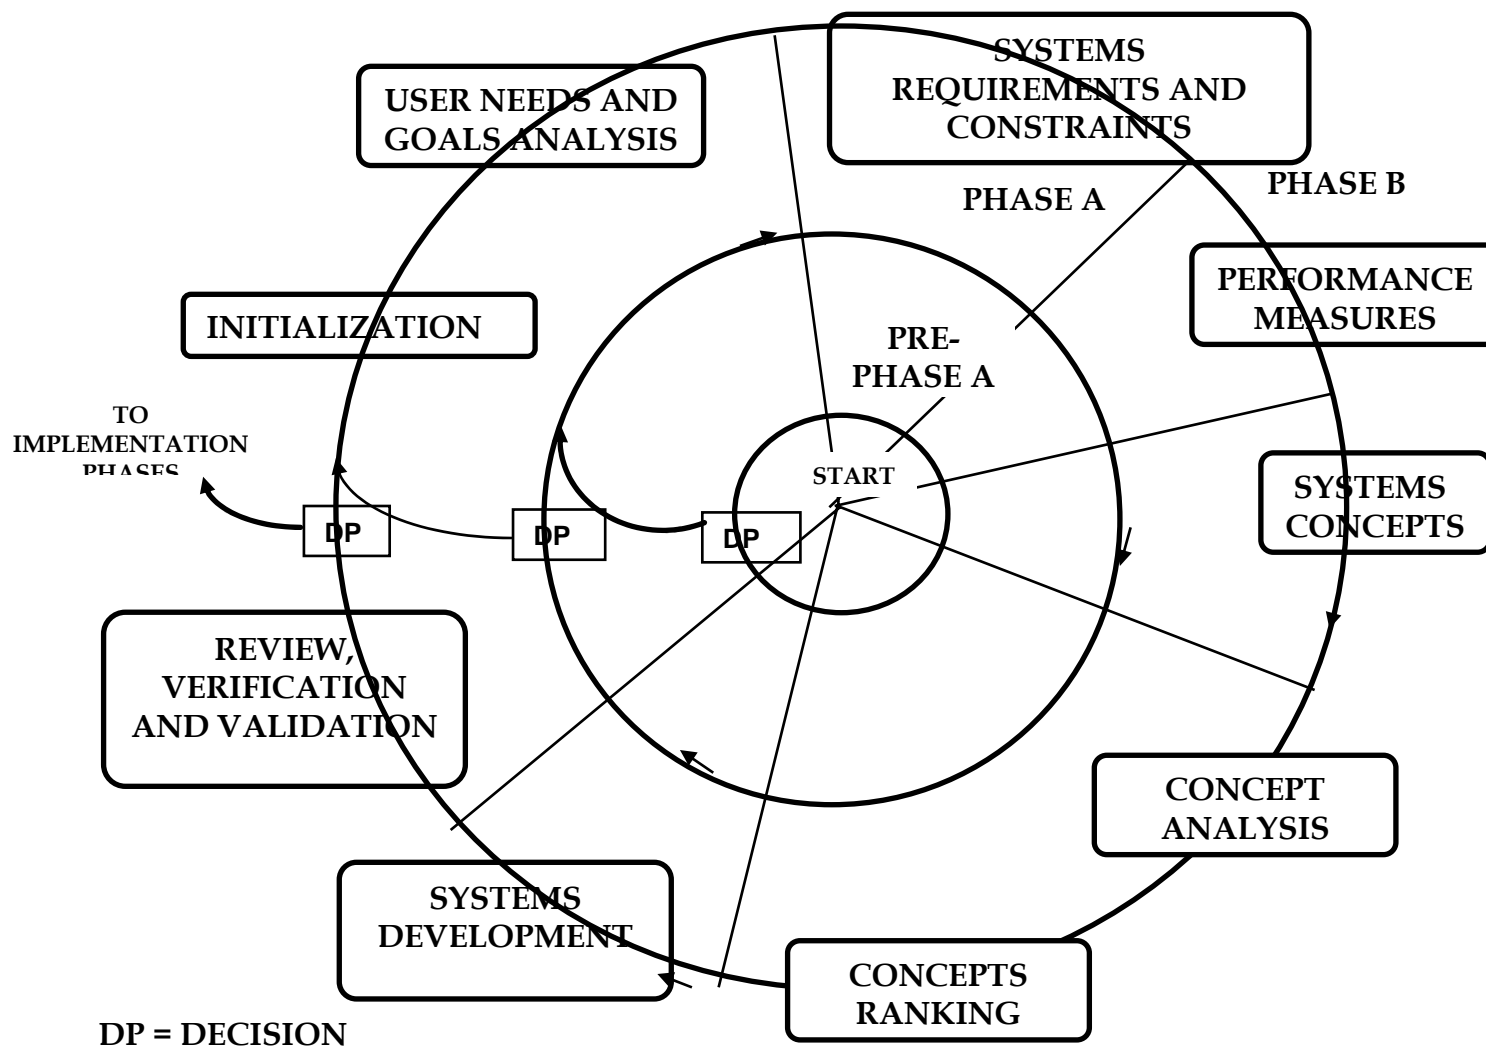 SYSTEMS
REQUIREMENTS AND
CONSTRAINTS
USER NEEDS AND
GOALS ANALYSIS
PHASE A
PHASE B
PERFORMANCE
MEASURES
INITIALIZATION
PRE-
PHASE A
TO
IMPLEMENTATION
PHASES
START
SYSTEMS
CONCEPTS
DP
DP
DP
REVIEW,
VERIFICATION
AND VALIDATION
CONCEPT
ANALYSIS
SYSTEMS
DEVELOPMENT
CONCEPTS
RANKING
DP = DECISION